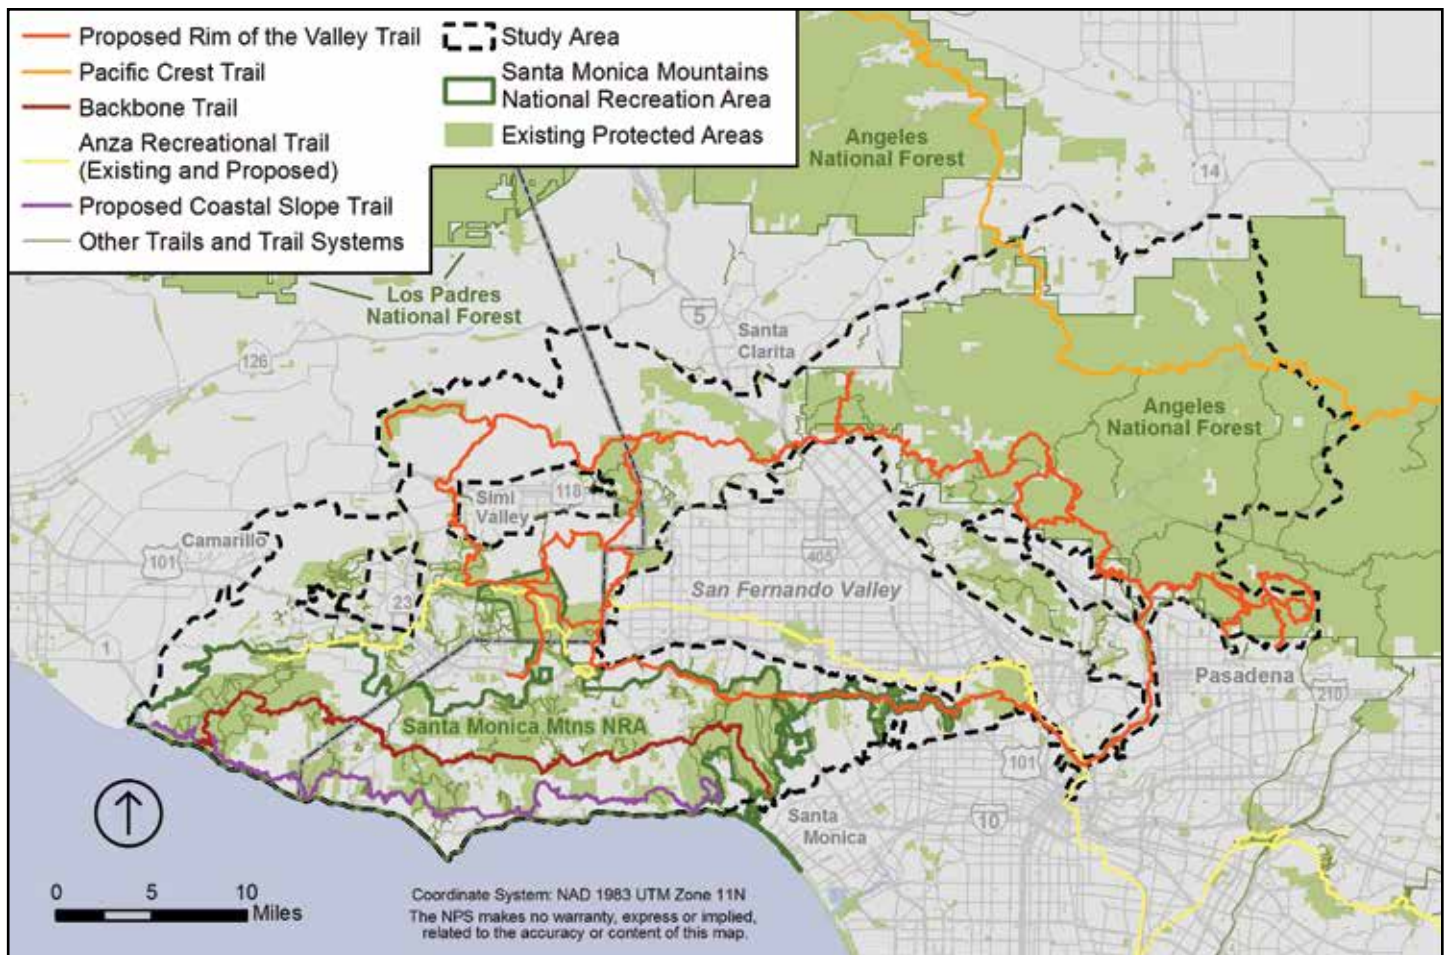 Proposed Rim of the Valley Trail
Pacific Crest Trail
Backbone Trail
Anza Recreational Trail
(Existing and Proposed)
Proposed Coastal Slope Trail
Other Trails and Trail Systems
Study Area
Santa Monica Mountains
National Recreation Area
Existing Protected Areas
Angeles
National Forest
14
Los Padres
National Forest
5
Santa
Clarita
126
Angeles
National Forest
Simi
Valley
118
Camarillo
101
405
San Fernando Valley
23
1
Pasadena
210
Santa Monica Mtns NRA
101
10
Santa
Monica
0 5 10
Miles
Coordinate System: NAD 1983 UTM Zone 11N
The NPS makes no warranty, express or implied,
related to the accuracy or content of this map.